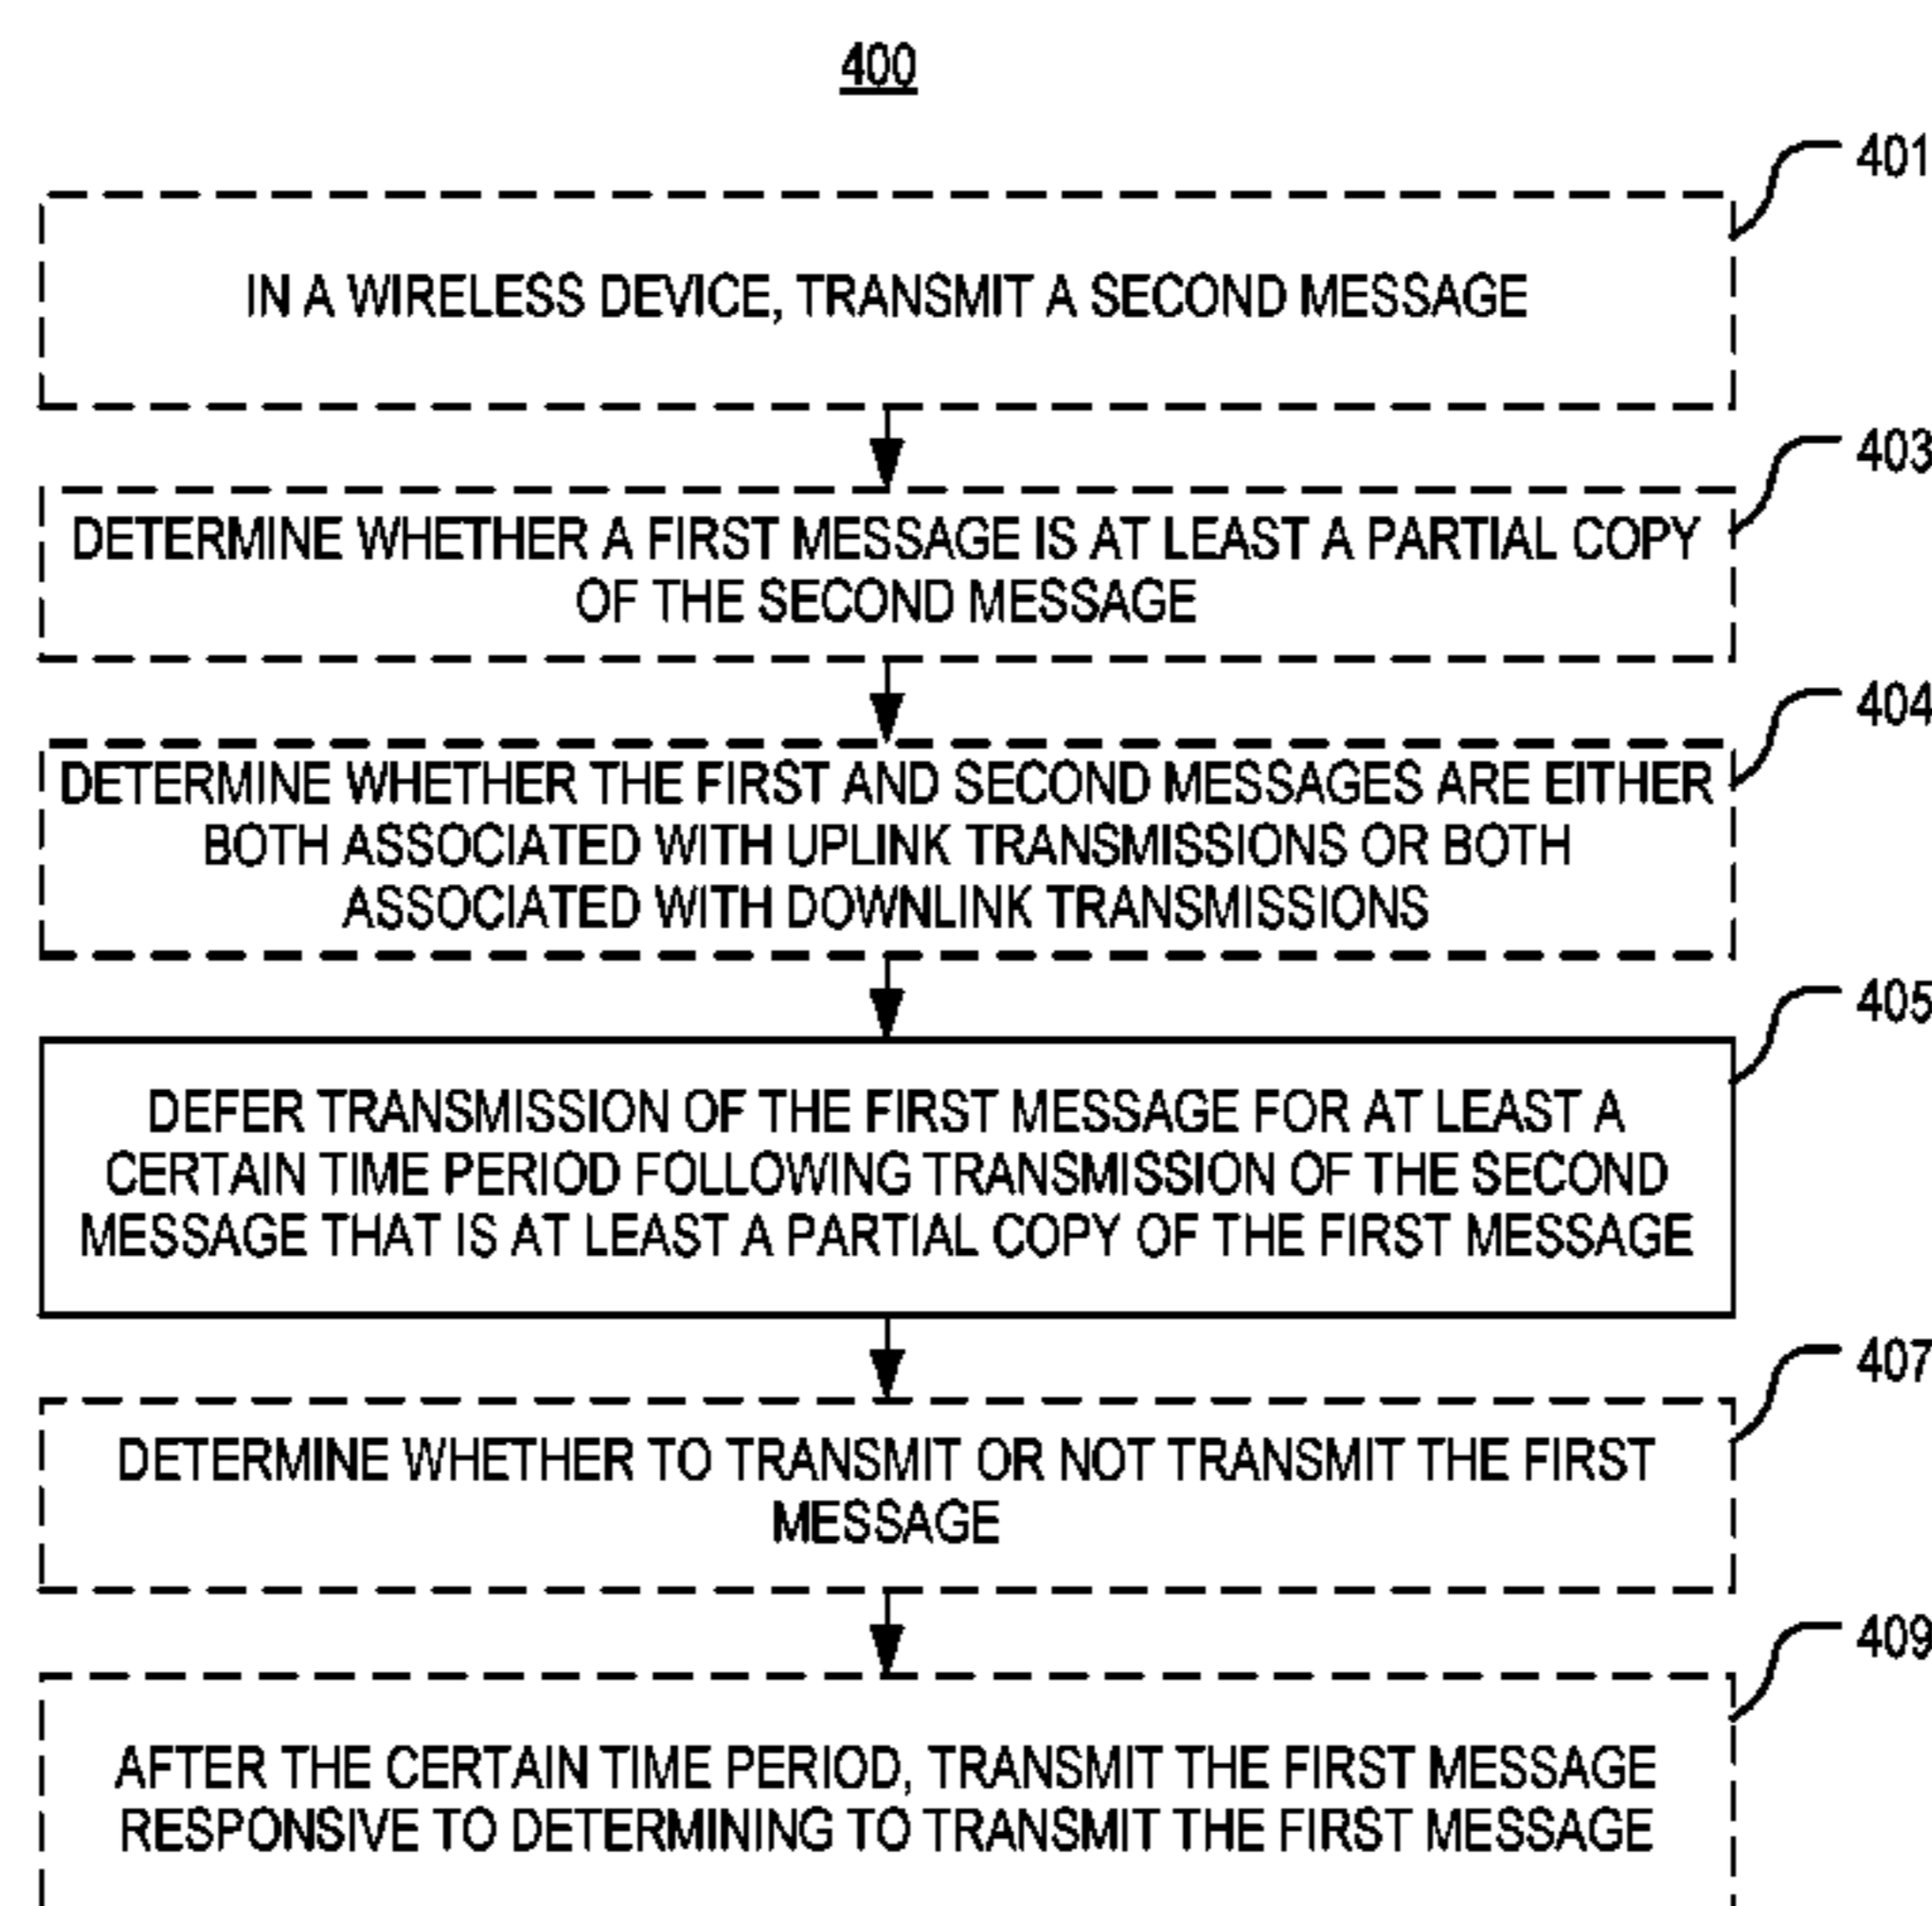 400
401
IN A WIRELESS DEVICE, TRANSMIT A SECOND MESSAGE
403
DETERMINE WHETHER A FIRST MESSAGE IS AT LEAST A PARTIAL COPY
OF THE SECOND MESSAGE
404
DETERMINE WHETHER THE FIRST AND SECOND MESSAGES ARE EITHER
BOTH ASSOCIATED WITH UPLINK TRANSMISSIONS OR BOTH
ASSOCIATED WITH DOWNLINK TRANSMISSIONS
405
DEFER TRANSMISSION OF THE FIRST MESSAGE FOR AT LEAST A
CERTAIN TIME PERIOD FOLLOWING TRANSMISSION OF THE SECOND
MESSAGE THAT IS AT LEAST A PARTIAL COPY OF THE FIRST MESSAGE
407
DETERMINE WHETHER TO TRANSMIT OR NOT TRANSMIT THE FIRST
MESSAGE
409
AFTER THE CERTAIN TIME PERIOD, TRANSMIT THE FIRST MESSAGE
RESPONSIVE TO DETERMINING TO TRANSMIT THE FIRST MESSAGE